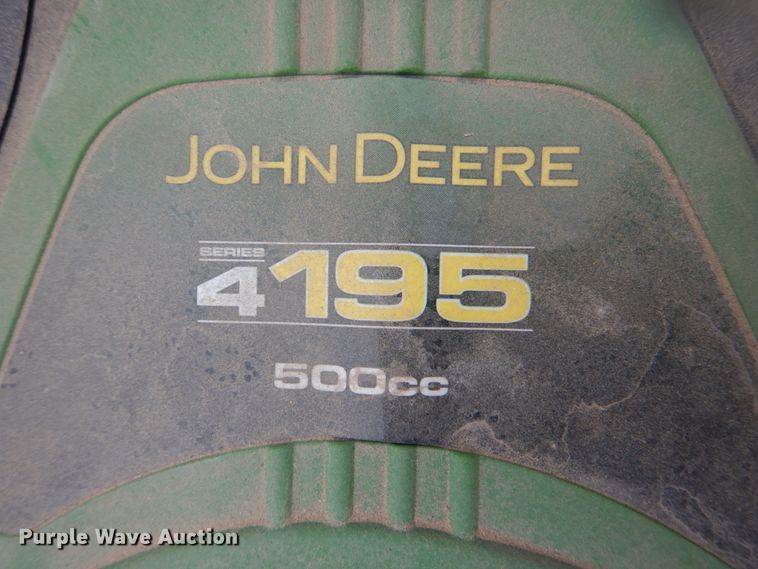 JOHN DEERE
SERIES
4195
500cc
Purple Wave Auction